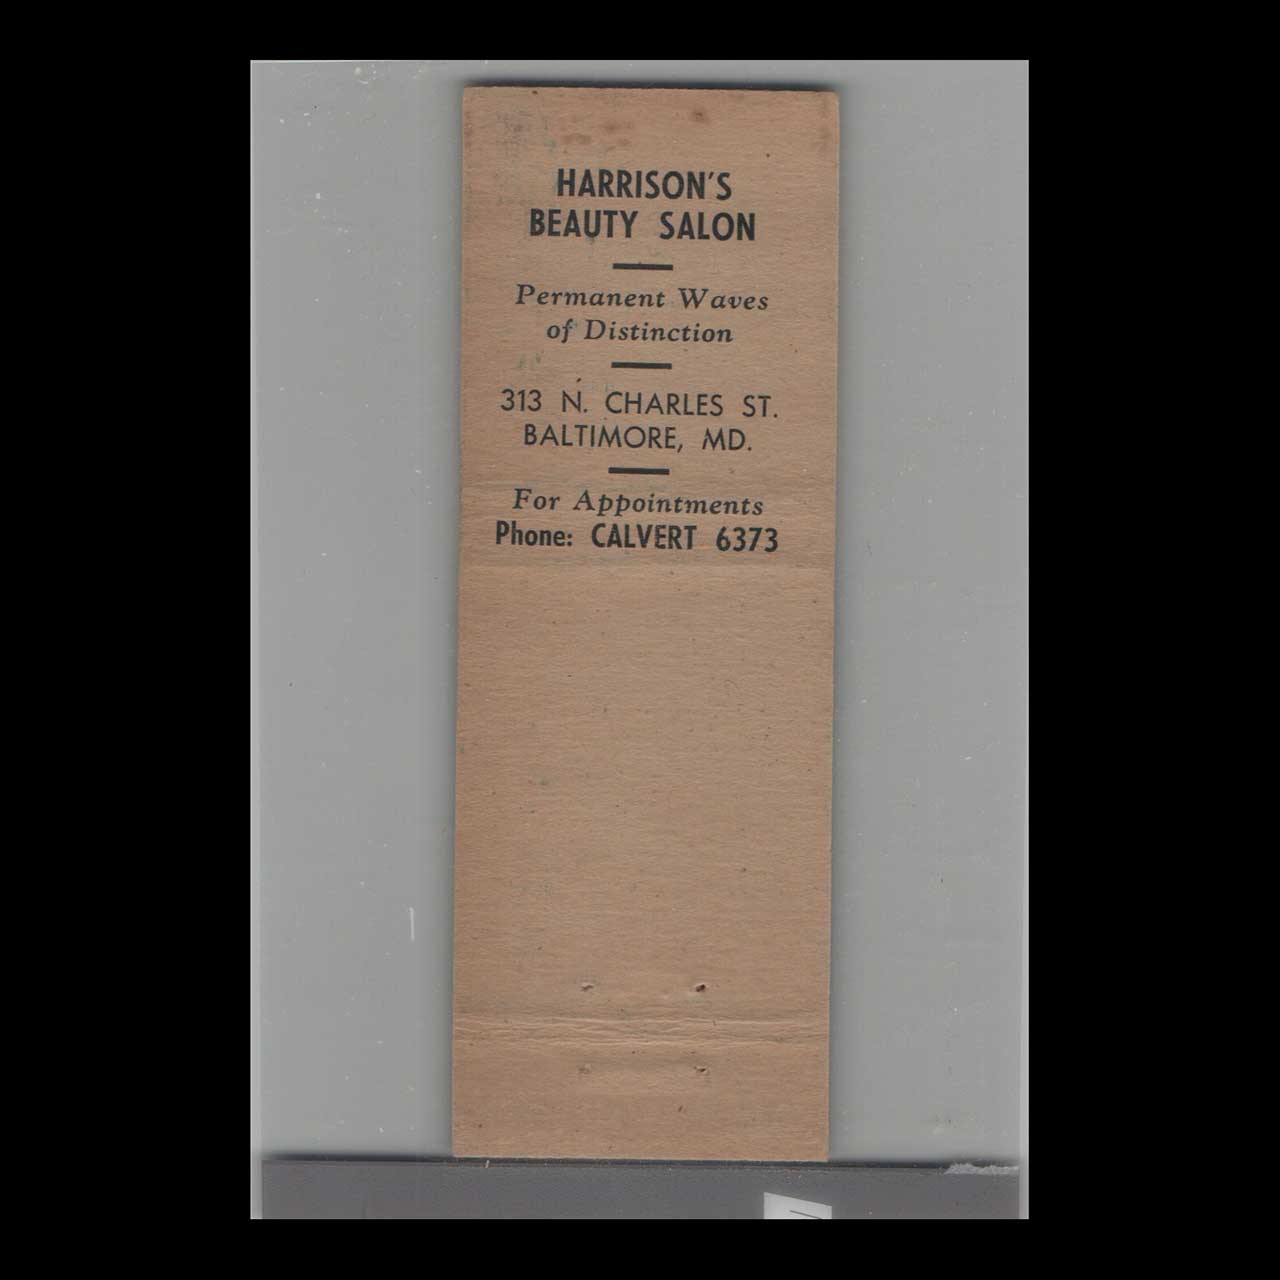 HARRISON'S
BEAUTY SALON
Permanent Waves
of Distinction
313 N. CHARLES ST.
BALTIMORE, MD.
For Appointments
Phone: CALVERT 6373